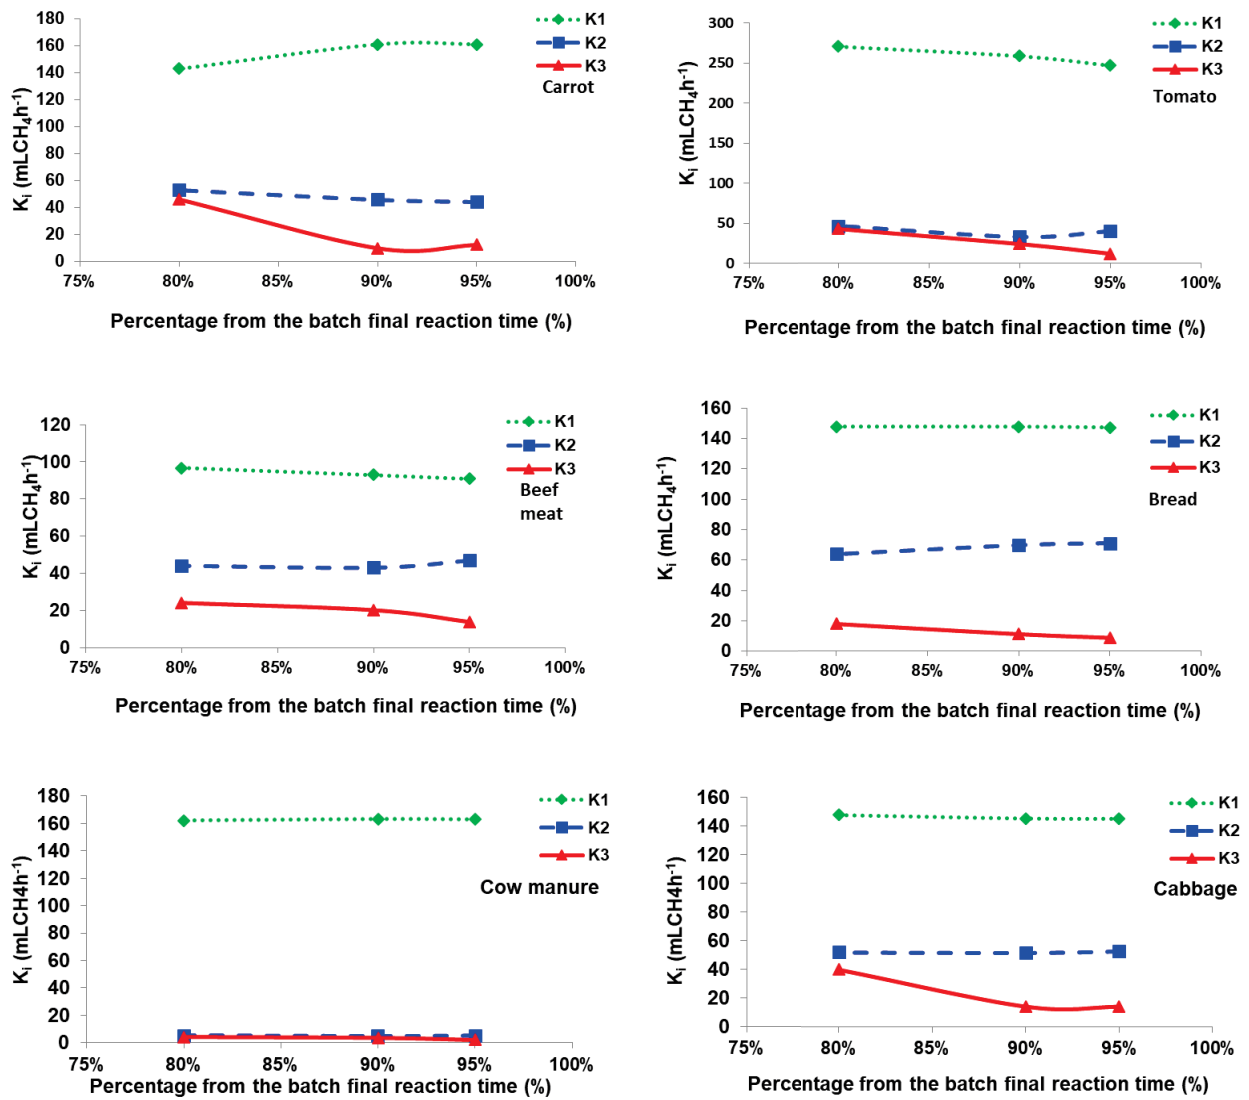 180
160
140
120
100
80
60
40
20
0
K1
K2
K3
Carrot
Ki (mLCH4h-1)
75% 80% 85% 90% 95% 100%
Percentage from the batch final reaction time (%)
300
250
200
150
100
50
0
K1
K2
K3
Tomato
Ki (mLCH4h-1)
75% 80% 85% 90% 95% 100%
Percentage from the batch final reaction time (%)
120
100
80
60
40
20
0
K1
K2
K3
Beef
meat
Ki (mLCH4h-1)
75% 80% 85% 90% 95% 100%
Percentage from the batch final reaction time (%)
160
140
120
100
80
60
40
20
0
K1
K2
K3
Bread
Ki (mLCH4h-1)
75% 80% 85% 90% 95% 100%
Percentage from the batch final reaction time (%)
180
160
140
120
100
80
60
40
20
0
K1
K2
K3
Cow manure
Ki (mLCH4h-1)
75% 80% 85% 90% 95% 100%
Percentage from the batch final reaction time (%)
160
140
120
100
80
60
40
20
0
K1
K2
K3
Cabbage
Ki (mLCH4h-1)
75% 80% 85% 90% 95% 100%
Percentage from the batch final reaction time (%)